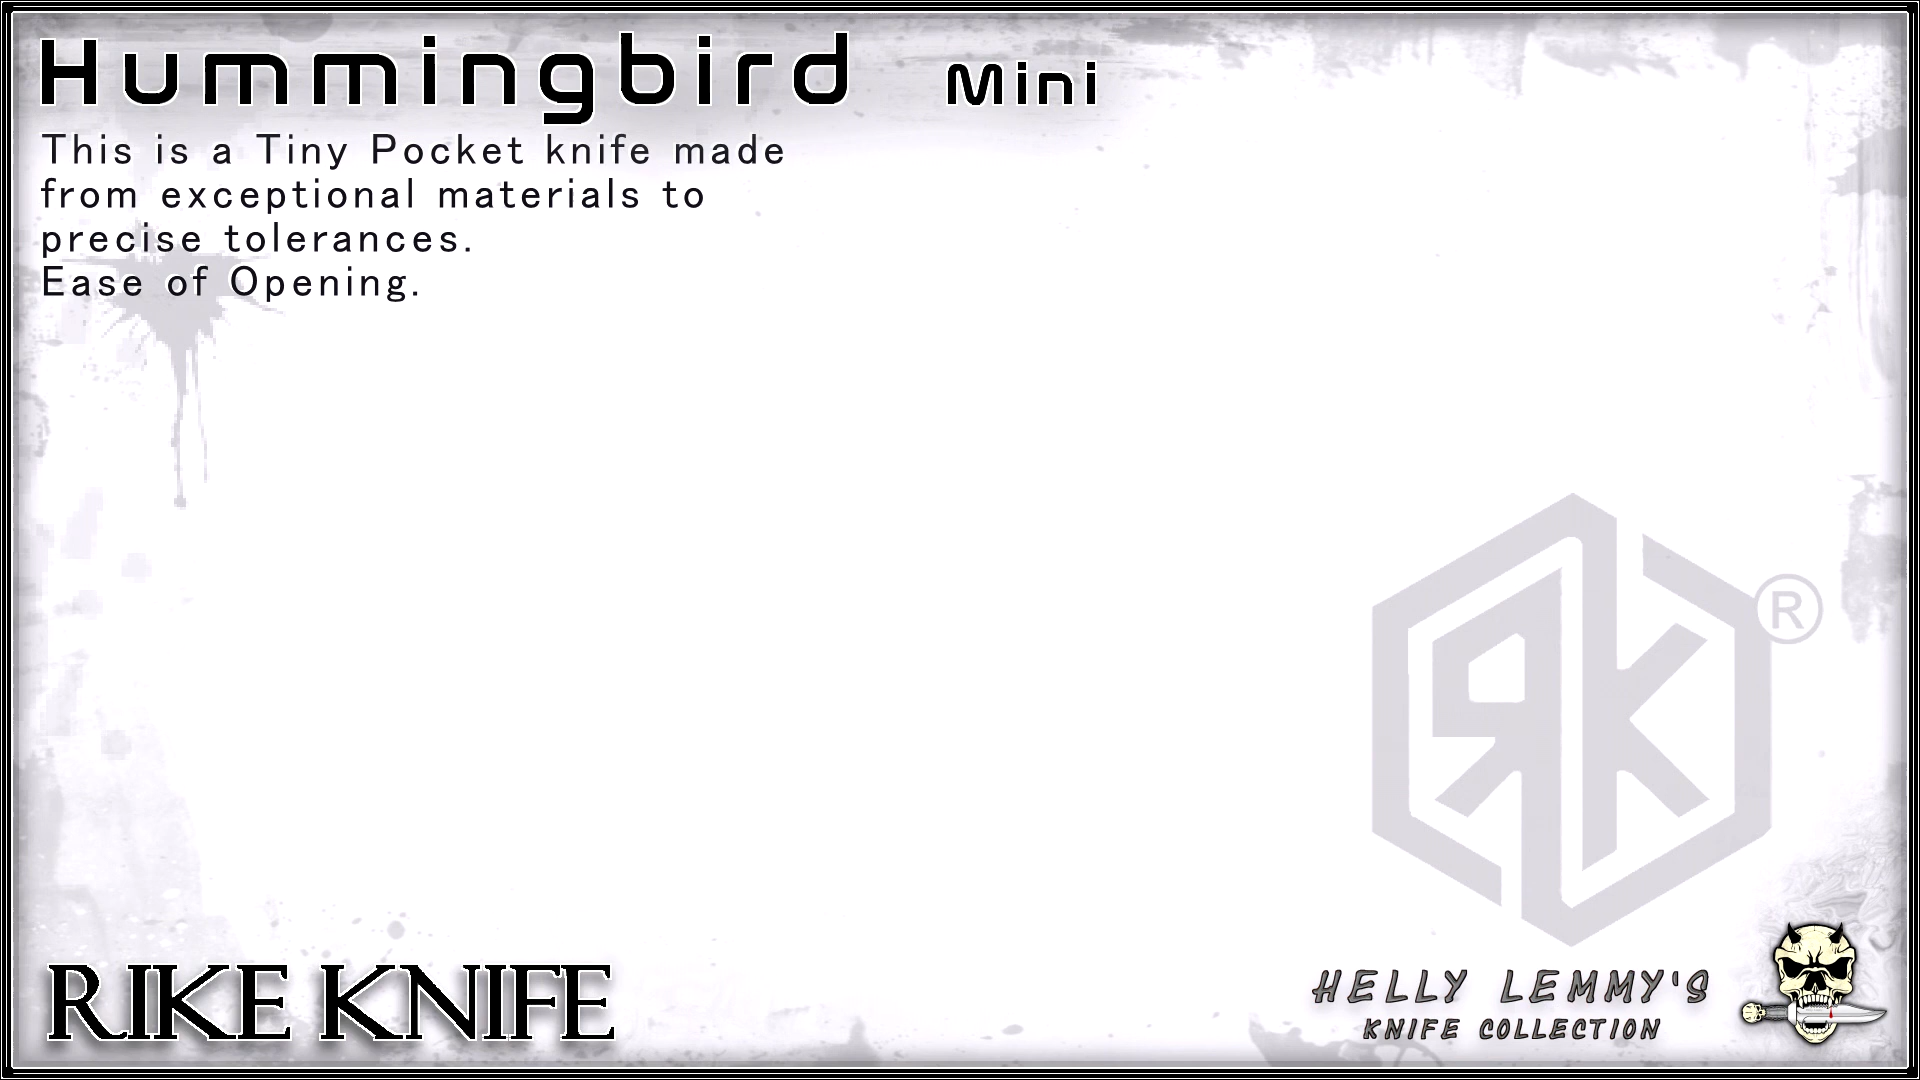 Hummingbird Mini
This is a Tiny Pocket knife made
from exceptional materials to
precise tolerances.
Ease of Opening.
RK®
RIKE KNIFE
HELLY LEMMY'S
KNIFE COLLECTION